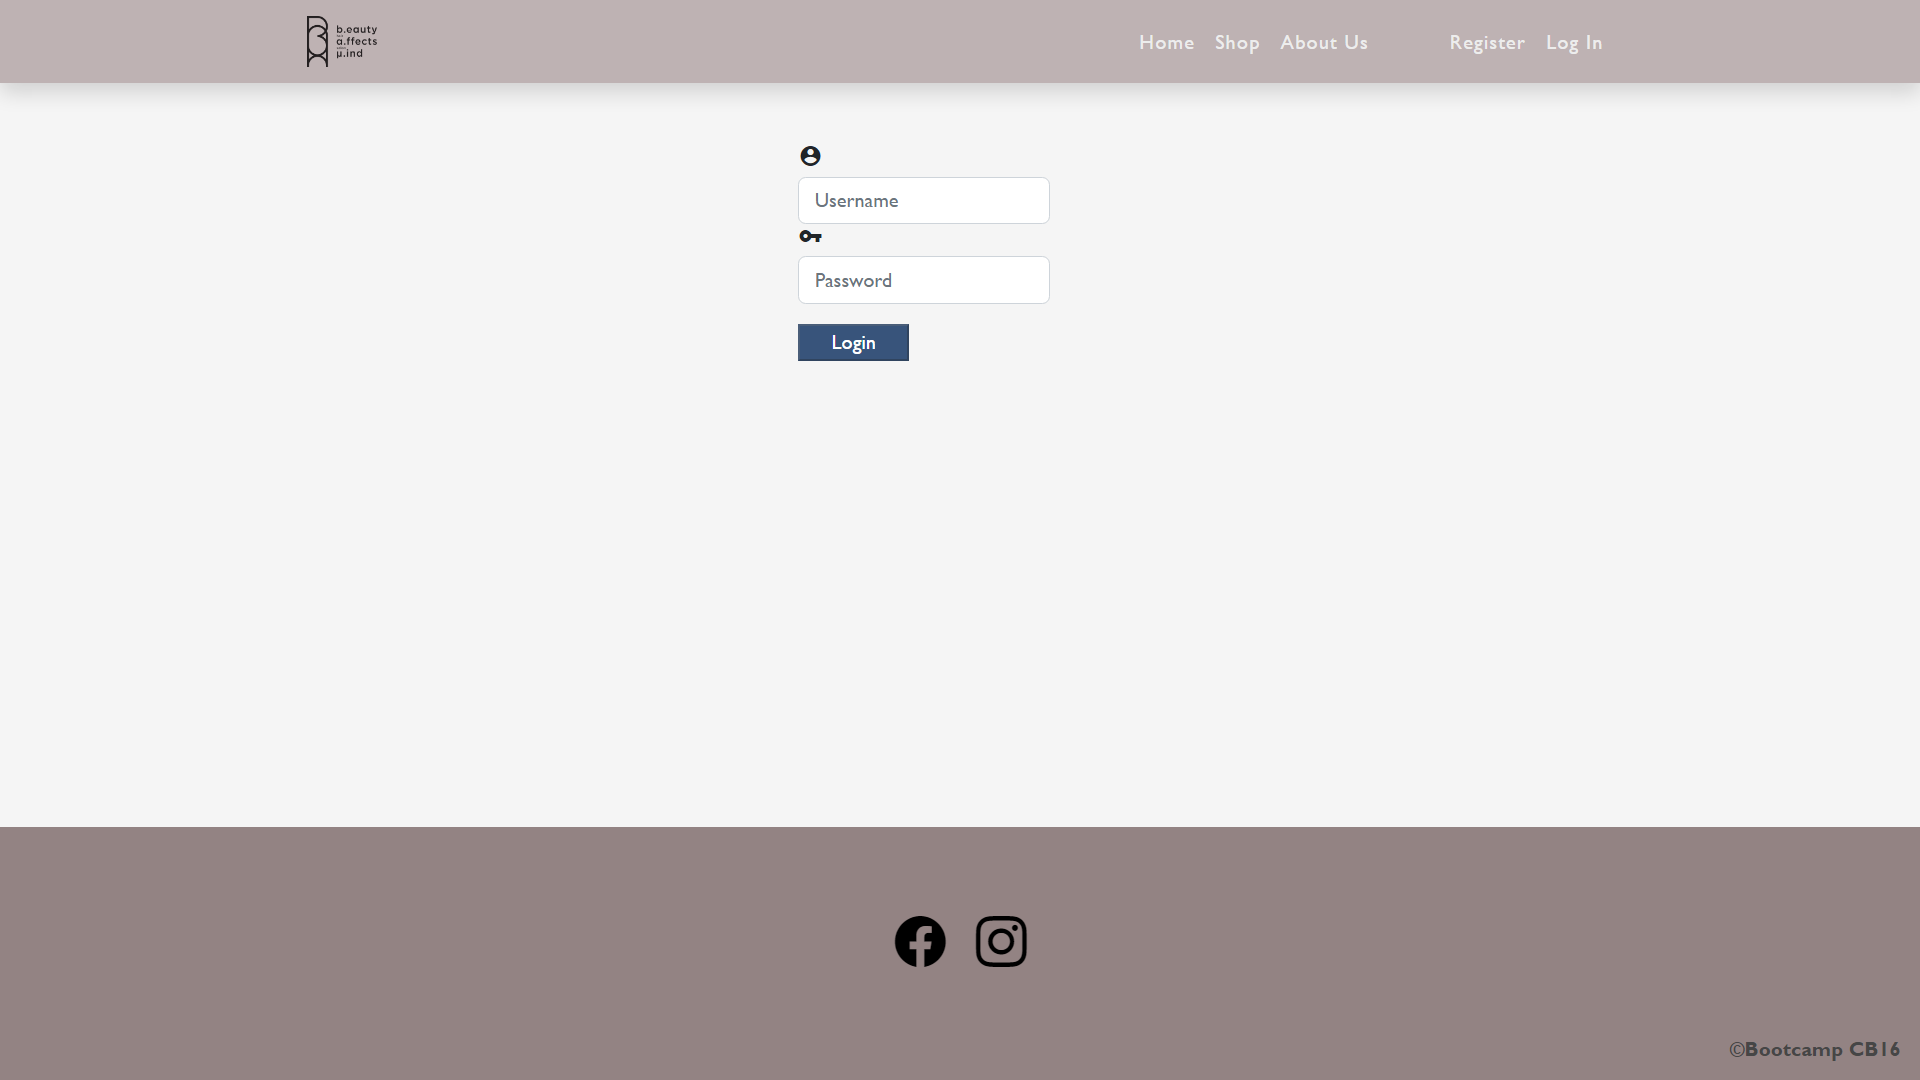 b.eauty
a.ffects
µ.ind
Home Shop About Us Register Log In
Username
Password
Login
©Bootcamp CB16